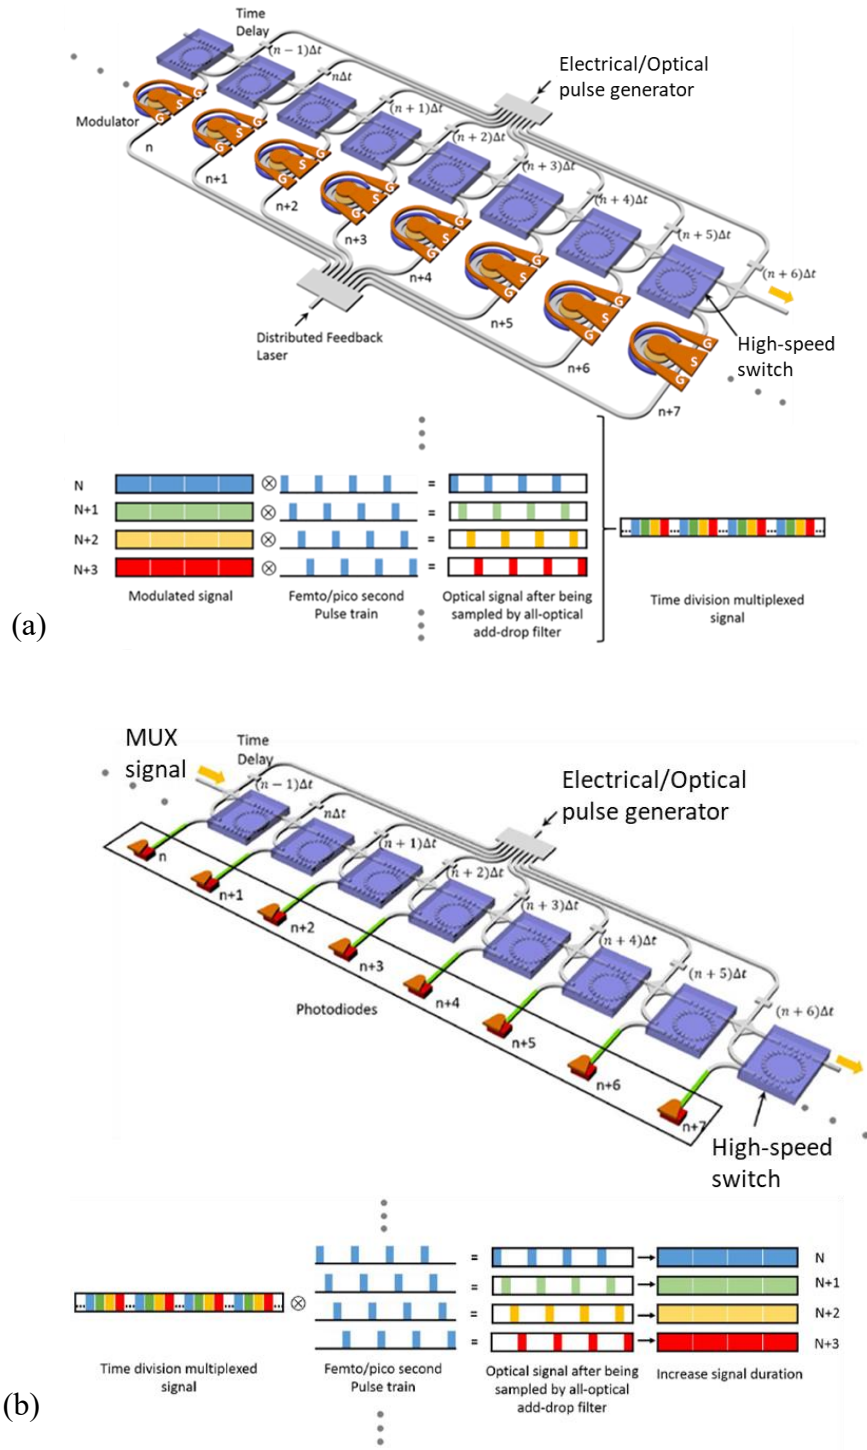 Time
Delay
(n − 1)Δt
nΔt
Electrical/Optical
pulse generator
(n + 1)Δt
Modulator
G
S
G
n
(n + 2)Δt
G
S
G
n+1
(n + 3)Δt
G
S
G
n+2
(n + 4)Δt
G
S
G
n+3
(n + 5)Δt
G
S
G
n+4
(n + 6)Δt
G
S
G
n+5
Distributed Feedback
Laser
G
S
G
n+6
High-speed
switch
G
S
G
n+7
N ⊗ =
N+1 ⊗ =
N+2 ⊗ =
N+3 ⊗ =
... ... ... ... ...
Modulated signal
Femto/pico second
Pulse train
Optical signal after being
sampled by all-optical
add-drop filter
Time division multiplexed
signal
(a)
MUX
signal
Time
Delay
(n − 1)Δt
nΔt
Electrical/Optical
pulse generator
(n + 1)Δt
n
(n + 2)Δt
n+1
(n + 3)Δt
n+2
(n + 4)Δt
n+3
(n + 5)Δt
Photodiodes
n+4
(n + 6)Δt
n+5
n+6
n+7
High-speed
switch
= N
= N+1
... ... ... ... ... ⊗
= N+2
= N+3
Time division multiplexed
signal
Femto/pico second
Pulse train
Optical signal after being
sampled by all-optical
add-drop filter
Increase signal duration
(b)